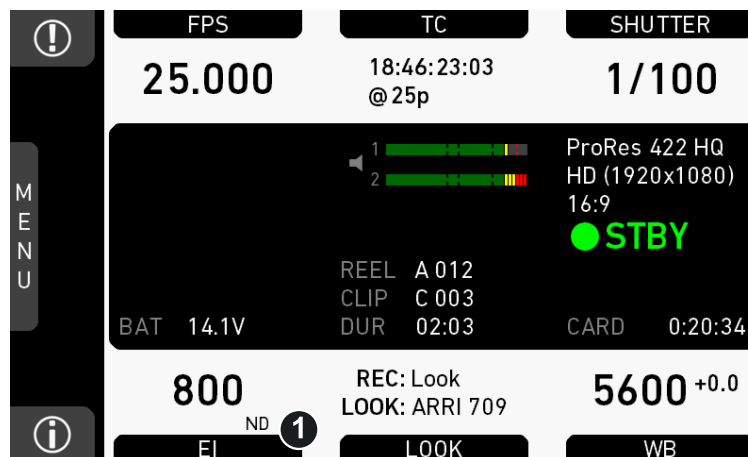 FPS TC SHUTTER
25.000 18:46:23:03 1/100
@25p
1 ProRes 422 HQ
2 HD (1920x1080)
16:9
STBY
MENU
REEL A 012
CLIP C 003
BAT 14.1V DUR 02:03 CARD 0:20:34
800 REC: Look 5600 +0.0
LOOK: ARRI 709
ND 1
EI LOOK WB